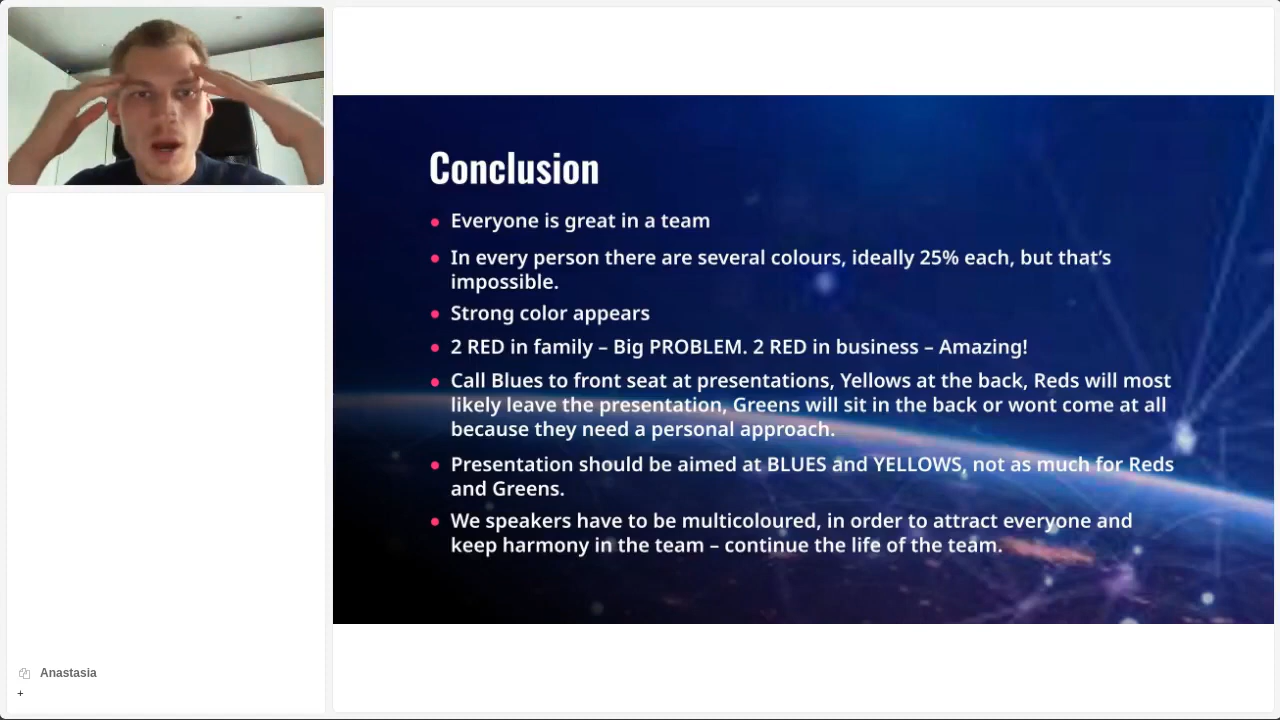 Conclusion
Everyone is great in a team
In every person there are several colours, ideally 25% each, but that's
impossible.
Strong color appears
2 RED in family – Big PROBLEM. 2 RED in business – Amazing!
Call Blues to front seat at presentations, Yellows at the back, Reds will most
likely leave the presentation, Greens will sit in the back or wont come at all
because they need a personal approach.
Presentation should be aimed at BLUES and YELLOWS, not as much for Reds
and Greens.
We speakers have to be multicoloured, in order to attract everyone and
keep harmony in the team – continue the life of the team.
Anastasia
+